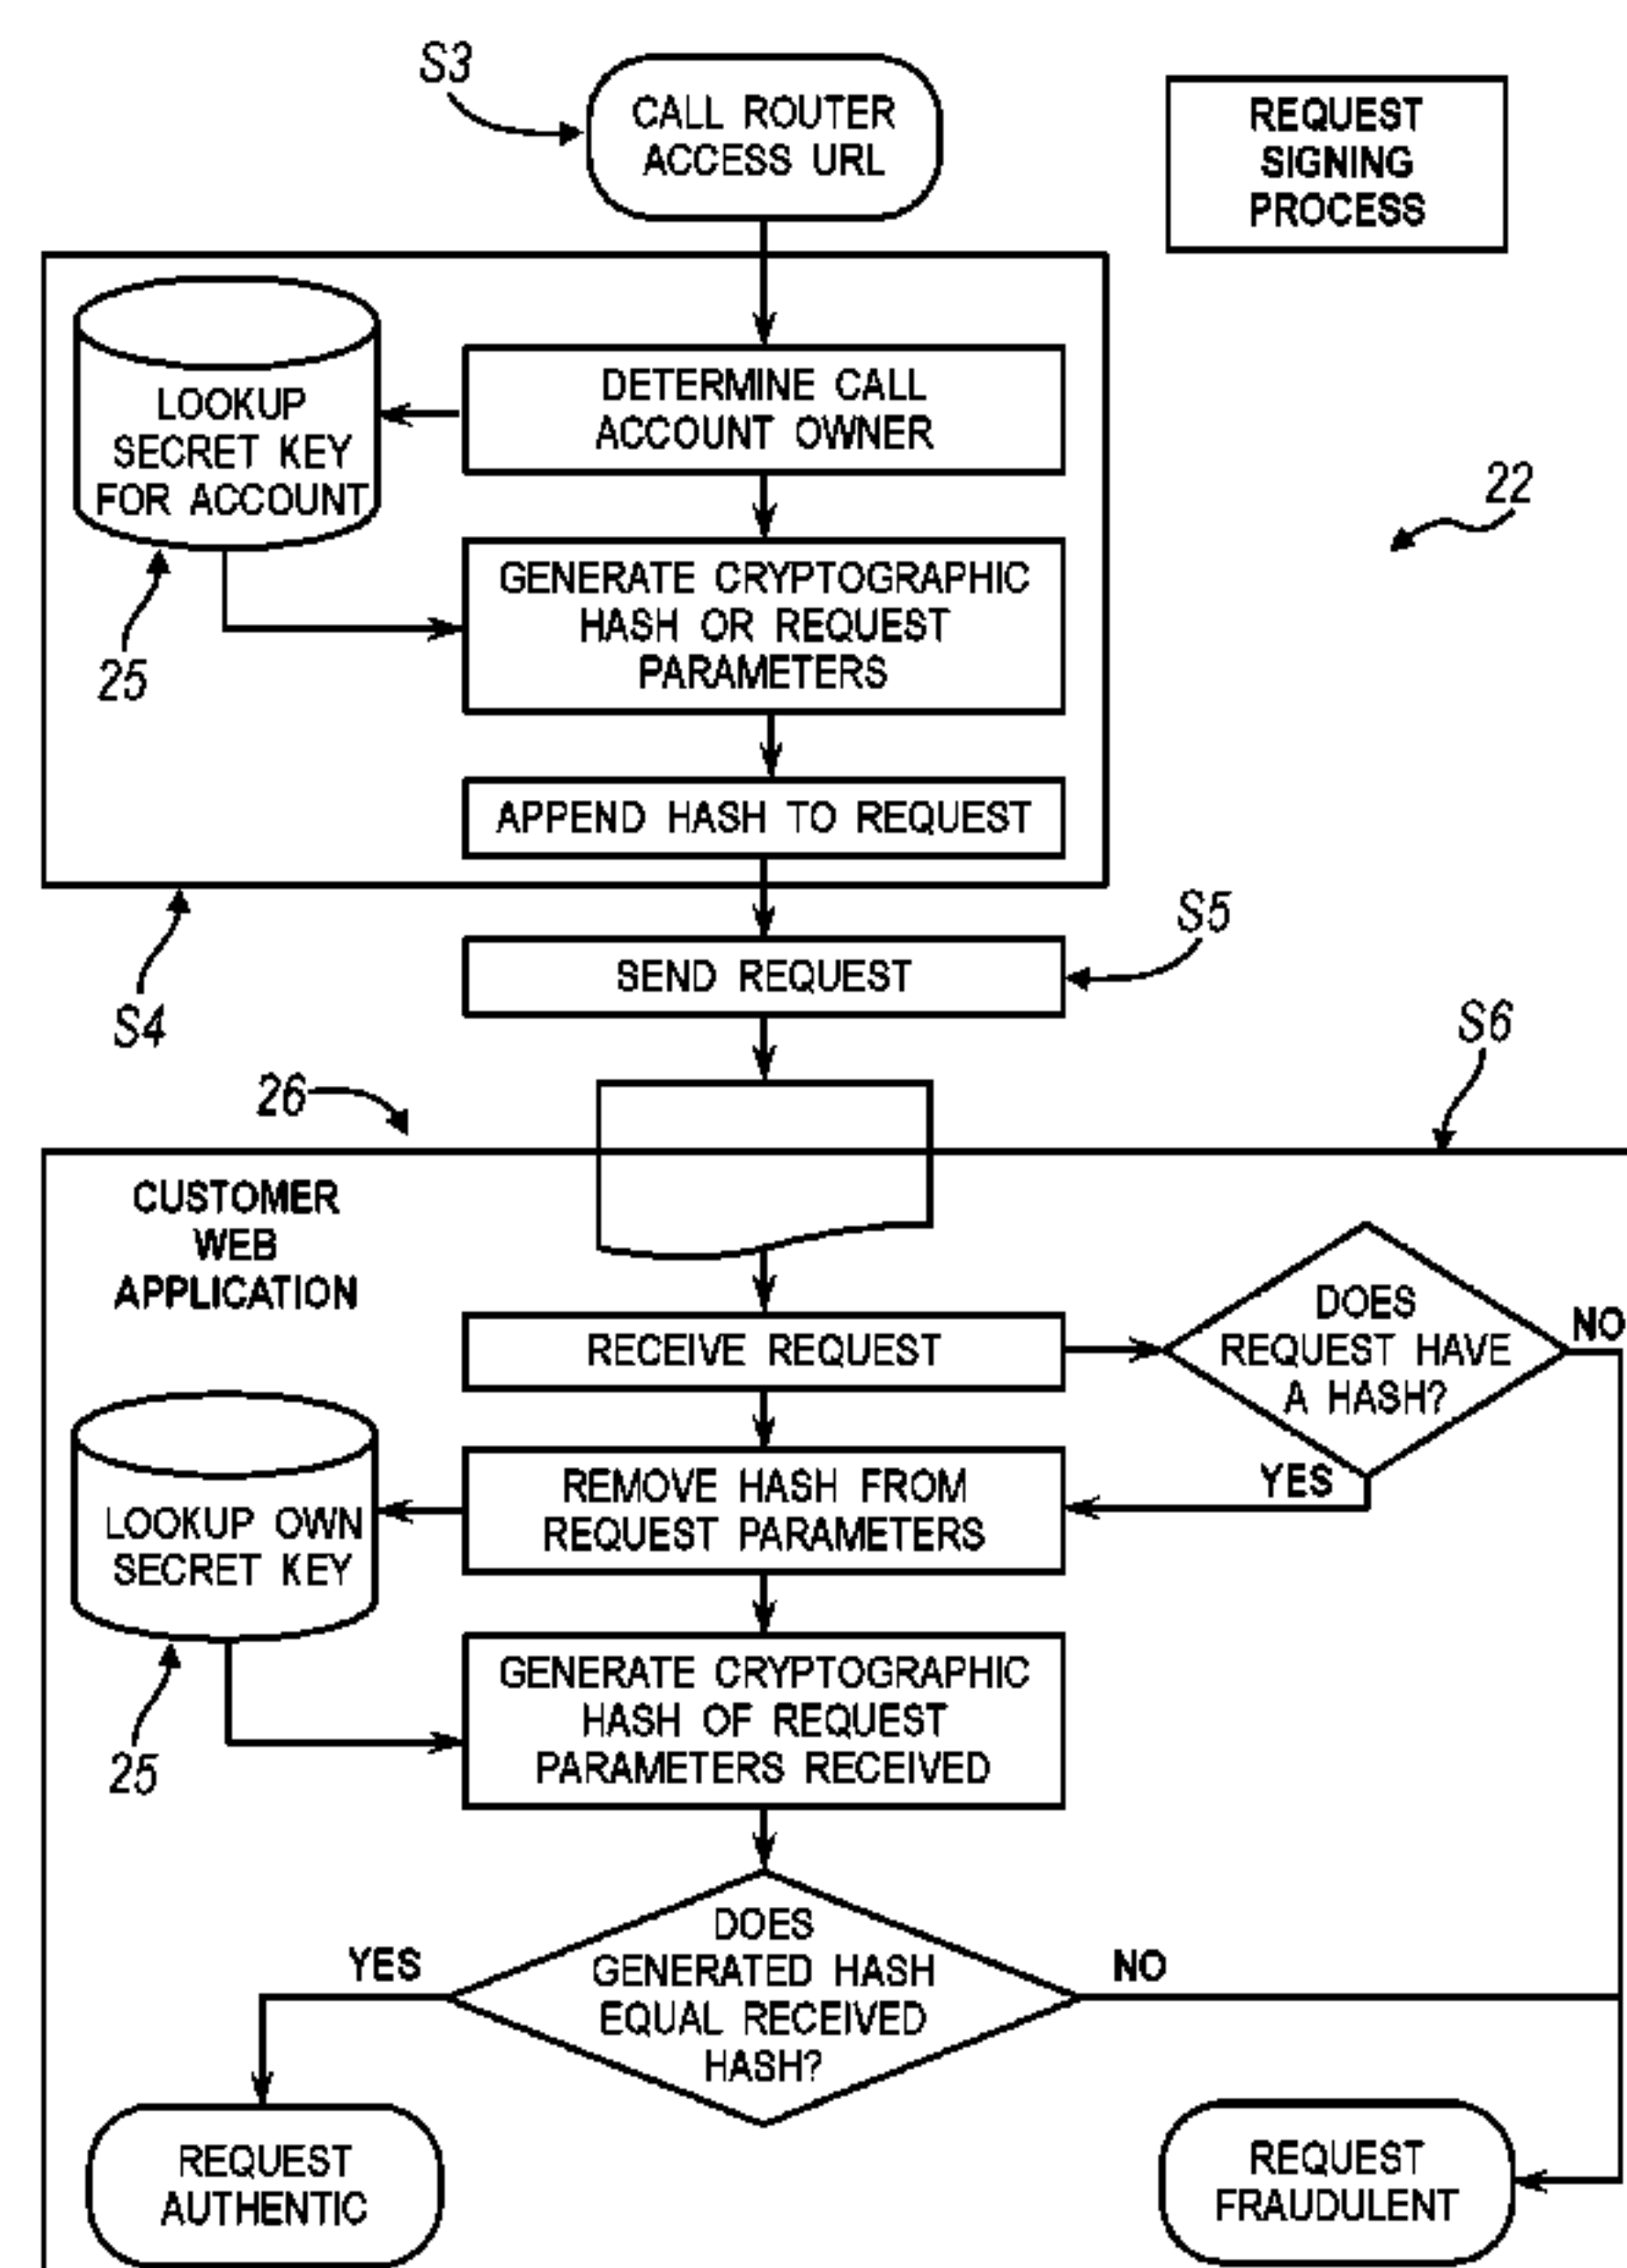 S3
CALL ROUTER
ACCESS URL
REQUEST
SIGNING
PROCESS
LOOKUP
SECRET KEY
FOR ACCOUNT
DETERMINE CALL
ACCOUNT OWNER
22
GENERATE CRYPTOGRAPHIC
HASH OR REQUEST
PARAMETERS
25
APPEND HASH TO REQUEST
S5
SEND REQUEST
S4
S6
26
CUSTOMER
WEB
APPLICATION
RECEIVE REQUEST
DOES
REQUEST HAVE
A HASH?
NO
YES
REMOVE HASH FROM
REQUEST PARAMETERS
LOOKUP OWN
SECRET KEY
GENERATE CRYPTOGRAPHIC
HASH OF REQUEST
PARAMETERS RECEIVED
25
DOES
GENERATED HASH
EQUAL RECEIVED
HASH?
YES
NO
REQUEST
AUTHENTIC
REQUEST
FRAUDULENT